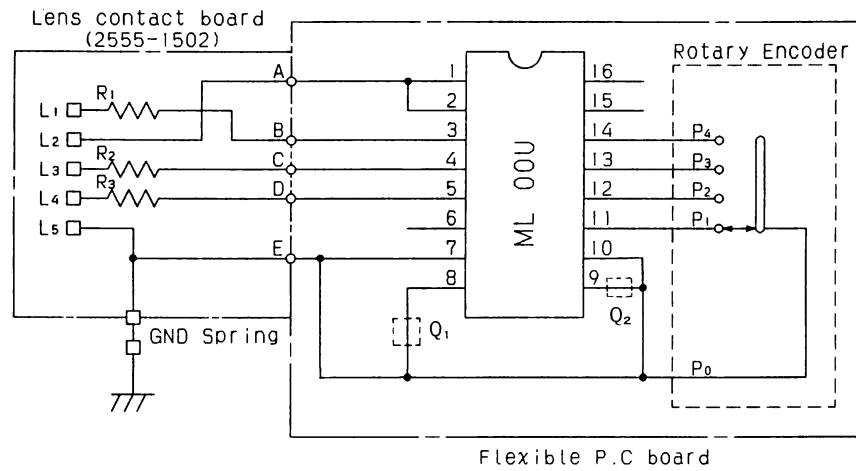 Lens contact board
(2555-1502)
Rotary Encoder
A
1
16
L1
R1
2
15
L2
B
3
14
P4
L3
R2
C
4
13
P3
L4
R3
D
5
12
P2
L5
6
11
P1
ML 00U
E
7
10
8
9
Q1
Q2
GND Spring
P0
Flexible P.C board